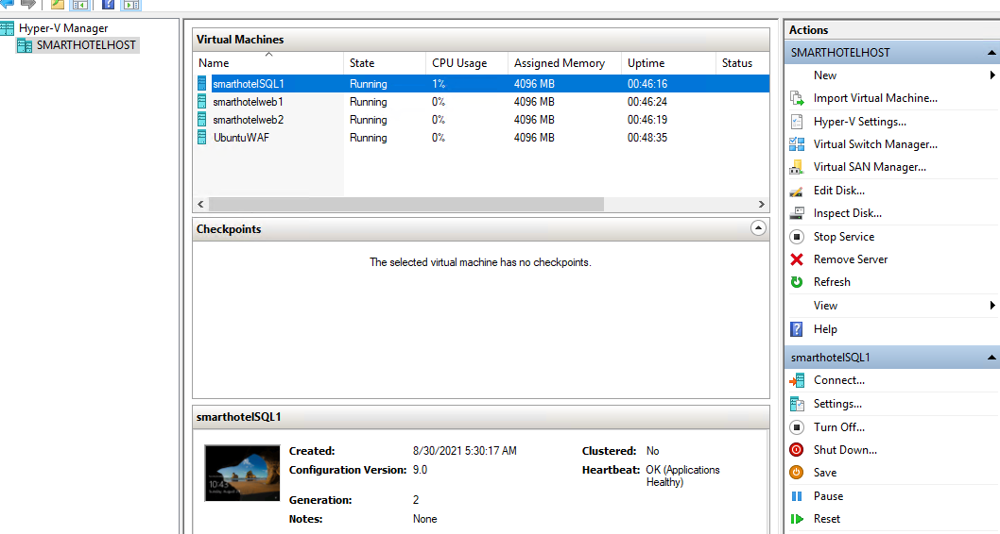 Hyper-V Manager
SMARTHOTELHOST
Virtual Machines
Name State CPU Usage Assigned Memory Uptime Status
smarthotelSQL1 Running 1% 4096 MB 00:46:16
smarthotelweb1 Running 0% 4096 MB 00:46:24
smarthotelweb2 Running 0% 4096 MB 00:46:19
UbuntuWAF Running 0% 4096 MB 00:48:35
Checkpoints
The selected virtual machine has no checkpoints.
smarthotelSQL1
10:43
Created: 8/30/2021 5:30:17 AM Clustered: No
Configuration Version: 9.0 Heartbeat: OK (Applications
Healthy)
Generation: 2
Notes: None
Actions
SMARTHOTELHOST
New
Import Virtual Machine...
Hyper-V Settings...
Virtual Switch Manager...
Virtual SAN Manager...
Edit Disk...
Inspect Disk...
Stop Service
Remove Server
Refresh
View
Help
smarthotelSQL1
Connect...
Settings...
Turn Off...
Shut Down...
Save
Pause
Reset